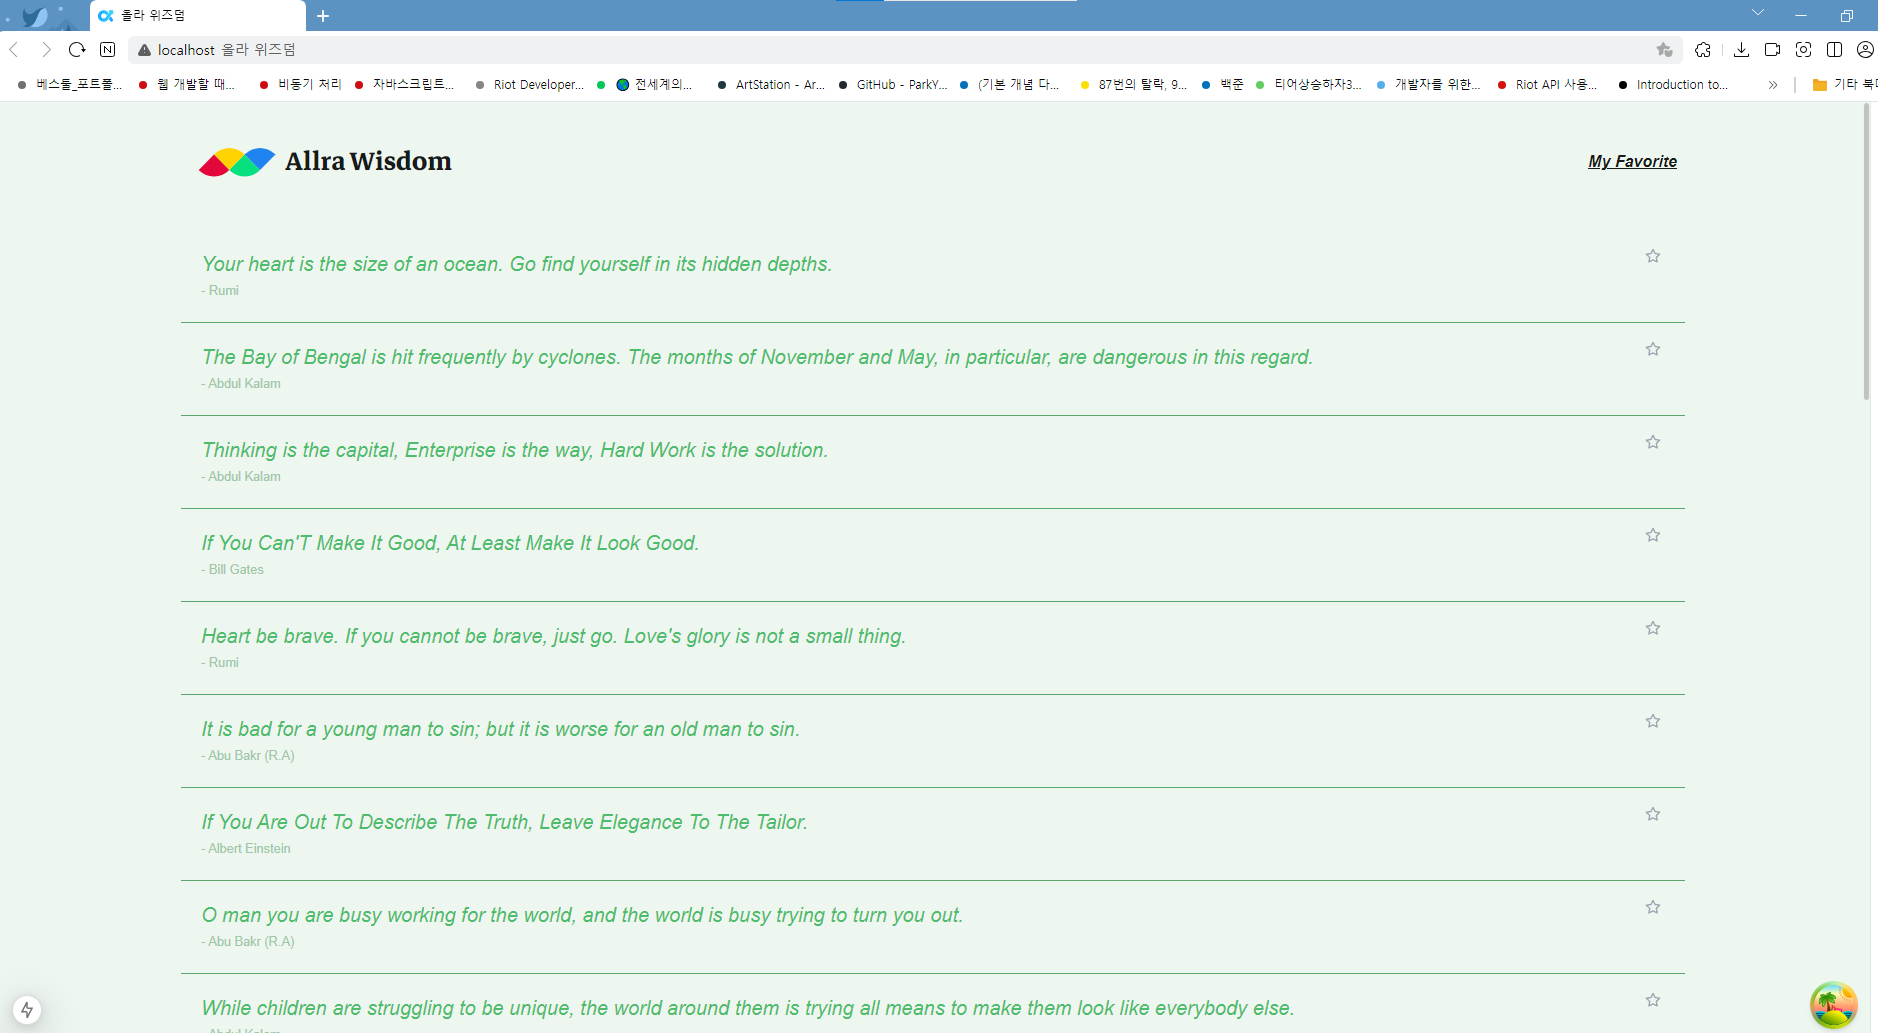 올라 위즈덤
localhost 올라 위즈덤
베스툴_포트폴... 웹 개발할 때... 비동기 처리 자바스크립트... Riot Developer... 전세계의... ArtStation - Ar... GitHub - ParkY... (기본 개념 다... 87번의 탈락, 9... 백준 티어상승하자3... 개발자를 위한... Riot API 사용... Introduction to... 기타 북마
Allra Wisdom
My Favorite
Your heart is the size of an ocean. Go find yourself in its hidden depths.
- Rumi
The Bay of Bengal is hit frequently by cyclones. The months of November and May, in particular, are dangerous in this regard.
- Abdul Kalam
Thinking is the capital, Enterprise is the way, Hard Work is the solution.
- Abdul Kalam
If You Can'T Make It Good, At Least Make It Look Good.
- Bill Gates
Heart be brave. If you cannot be brave, just go. Love's glory is not a small thing.
- Rumi
It is bad for a young man to sin; but it is worse for an old man to sin.
- Abu Bakr (R.A)
If You Are Out To Describe The Truth, Leave Elegance To The Tailor.
- Albert Einstein
O man you are busy working for the world, and the world is busy trying to turn you out.
- Abu Bakr (R.A)
While children are struggling to be unique, the world around them is trying all means to make them look like everybody else.
- Abdul Kalam